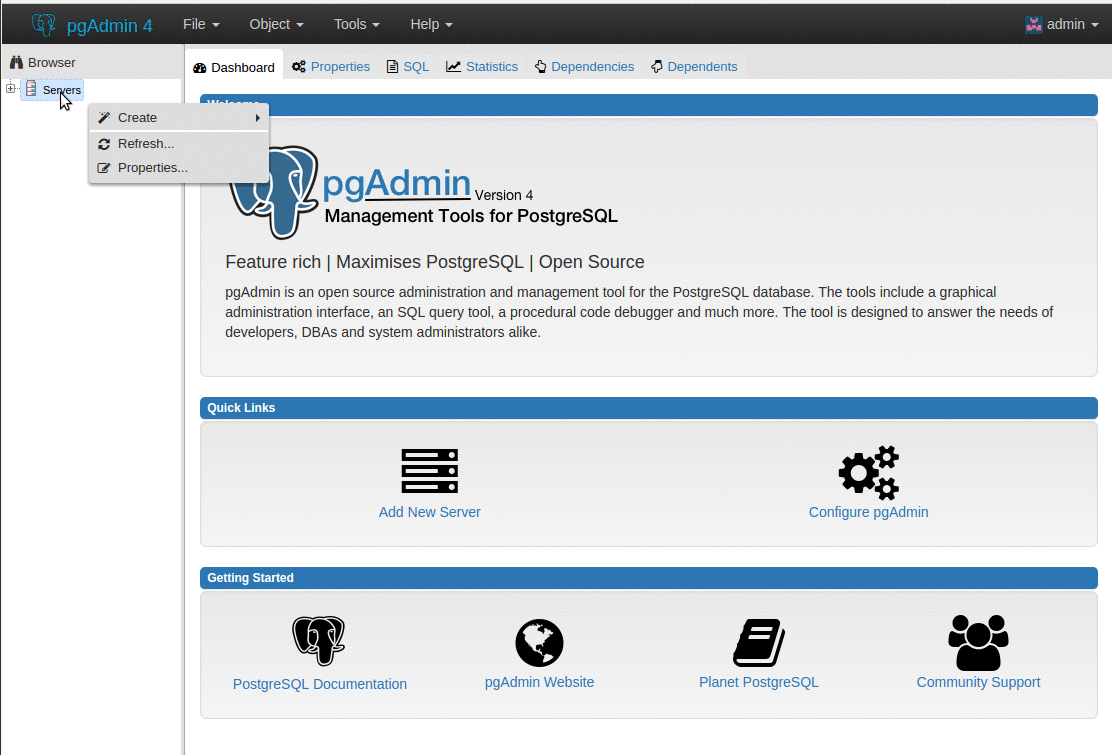 pgAdmin 4 File Object Tools Help admin
Browser
Dashboard Properties SQL Statistics Dependencies Dependents
Servers
Welcome
Create
Refresh...
Properties...
pgAdmin Version 4
Management Tools for PostgreSQL
Feature rich | Maximises PostgreSQL | Open Source
pgAdmin is an open source administration and management tool for the PostgreSQL database. The tools include a graphical
administration interface, an SQL query tool, a procedural code debugger and much more. The tool is designed to answer the needs of
developers, DBAs and system administrators alike.
Quick Links
Add New Server Configure pgAdmin
Getting Started
PostgreSQL Documentation pgAdmin Website Planet PostgreSQL Community Support